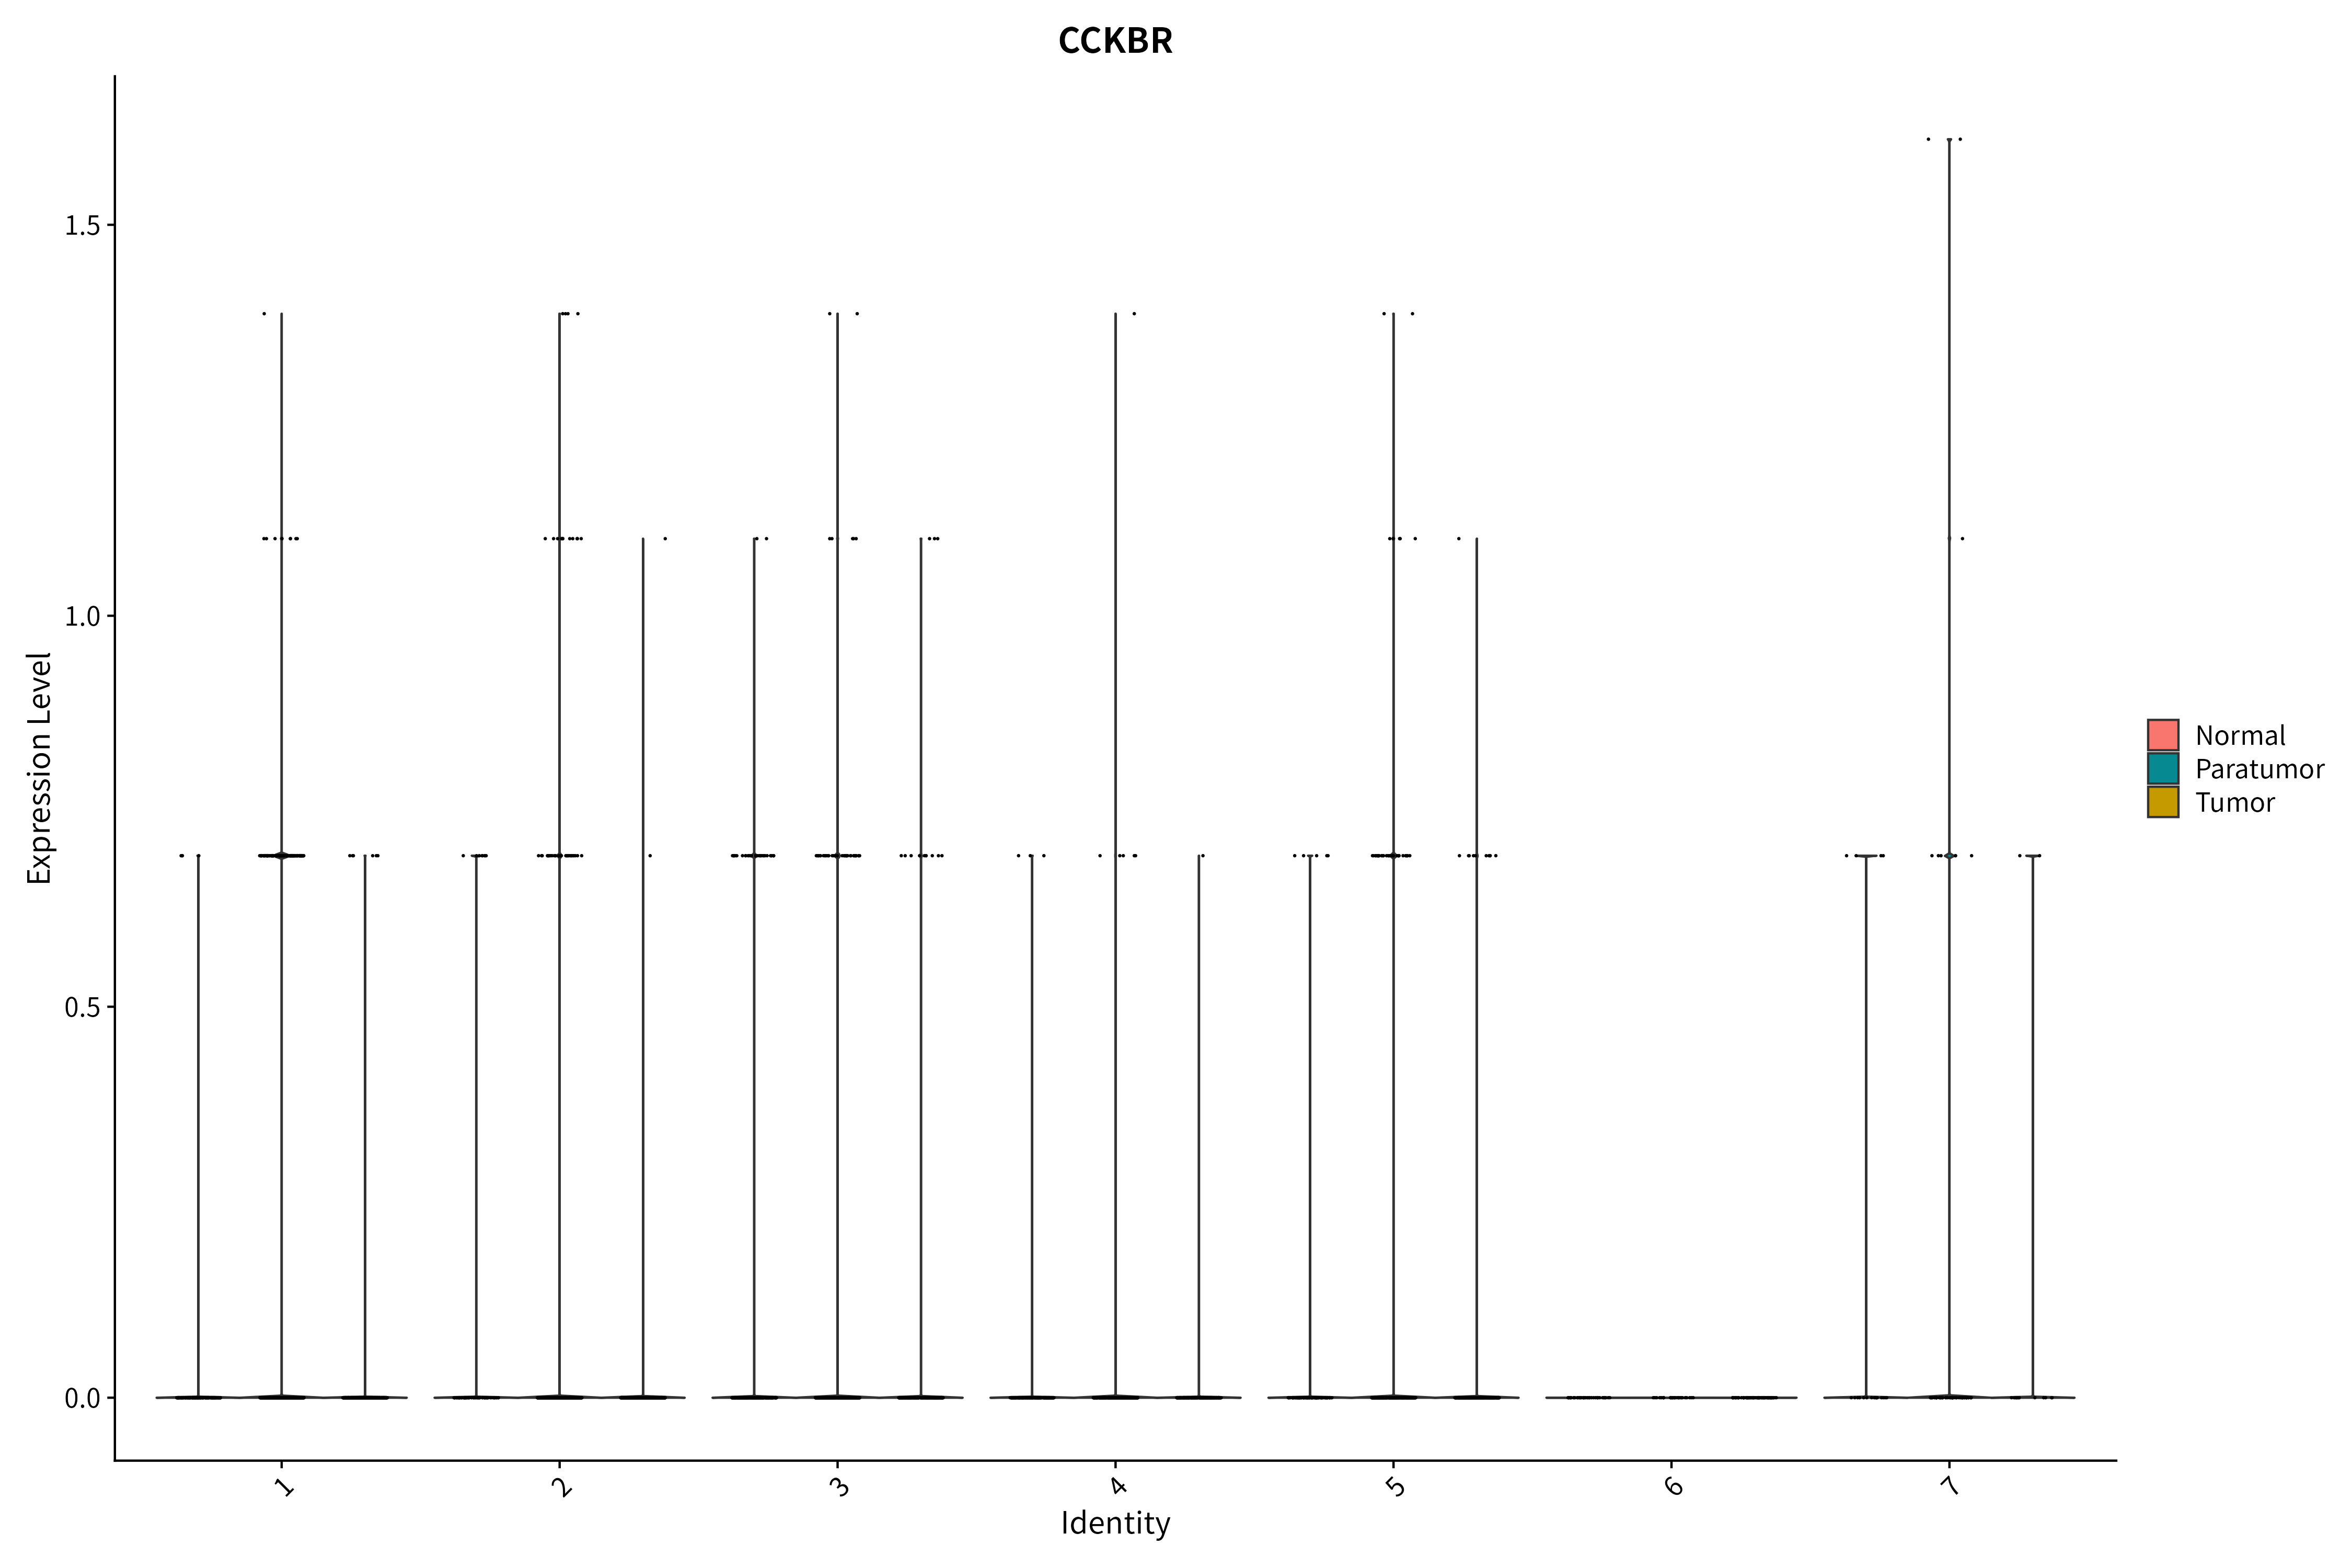 CCKBR
Expression Level
1.5
1.0
0.5
0.0
1 2 3 4 5 6 7
Identity
Normal
Paratumor
Tumor